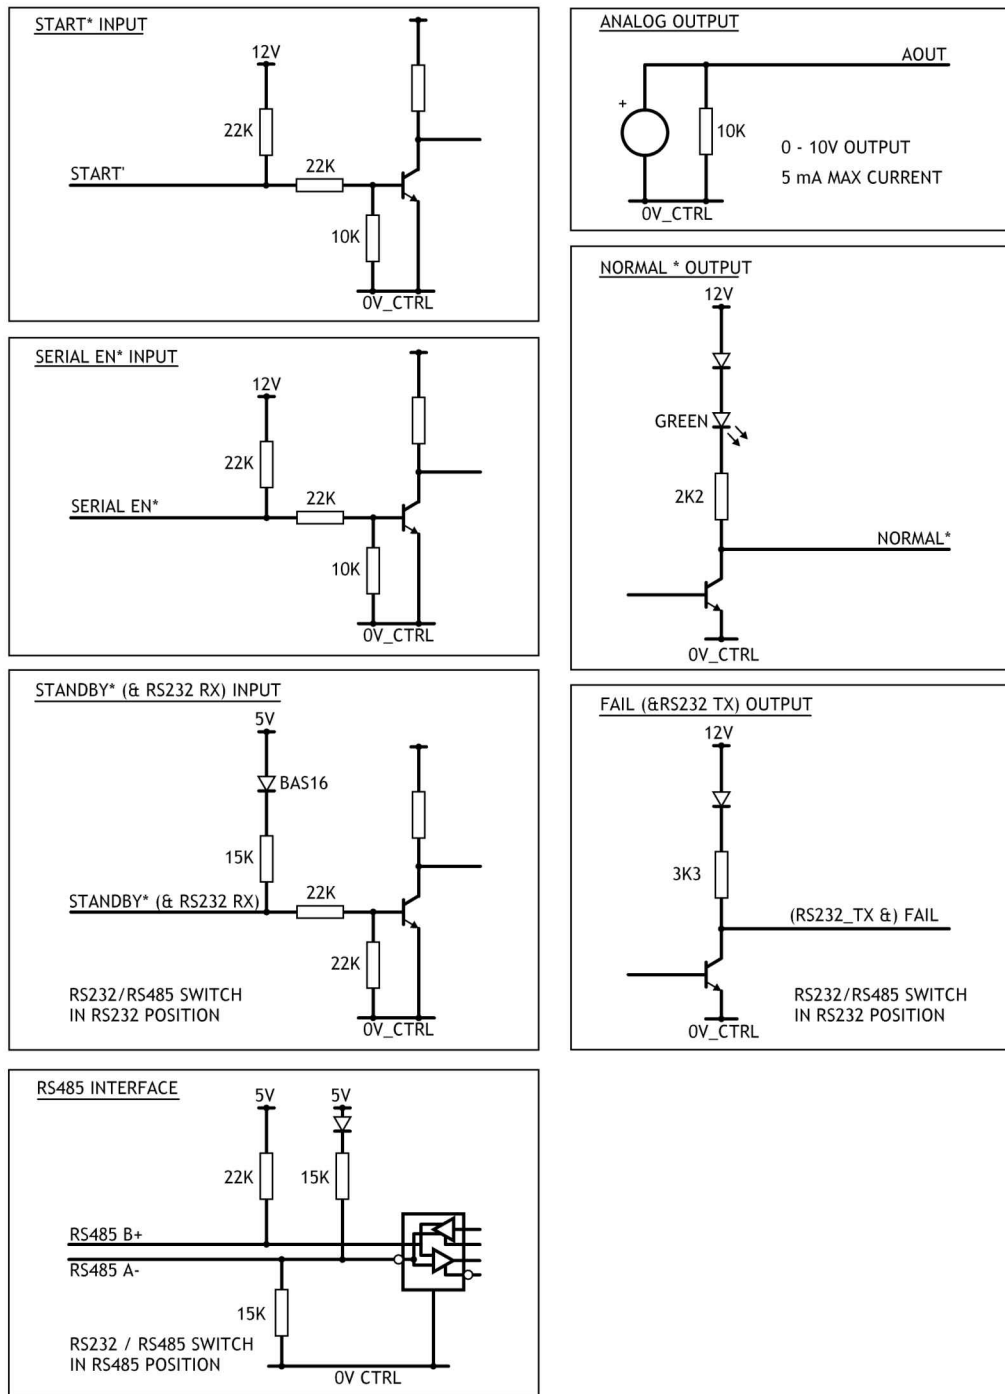 START* INPUT
12V
22K
START'
22K
10K
0V_CTRL
SERIAL EN* INPUT
12V
22K
SERIAL EN*
22K
10K
0V_CTRL
STANDBY* (& RS232 RX) INPUT
5V
BAS16
15K
STANDBY* (& RS232 RX)
22K
22K
RS232/RS485 SWITCH
IN RS232 POSITION
0V_CTRL
RS485 INTERFACE
5V
5V
22K
15K
RS485 B+
RS485 A-
15K
RS232 / RS485 SWITCH
IN RS485 POSITION
0V CTRL
ANALOG OUTPUT
AOUT
+
10K
0 - 10V OUTPUT
5 mA MAX CURRENT
0V_CTRL
NORMAL * OUTPUT
12V
GREEN
2K2
NORMAL*
0V_CTRL
FAIL (&RS232 TX) OUTPUT
12V
3K3
(RS232_TX &) FAIL
RS232/RS485 SWITCH
IN RS232 POSITION
0V_CTRL